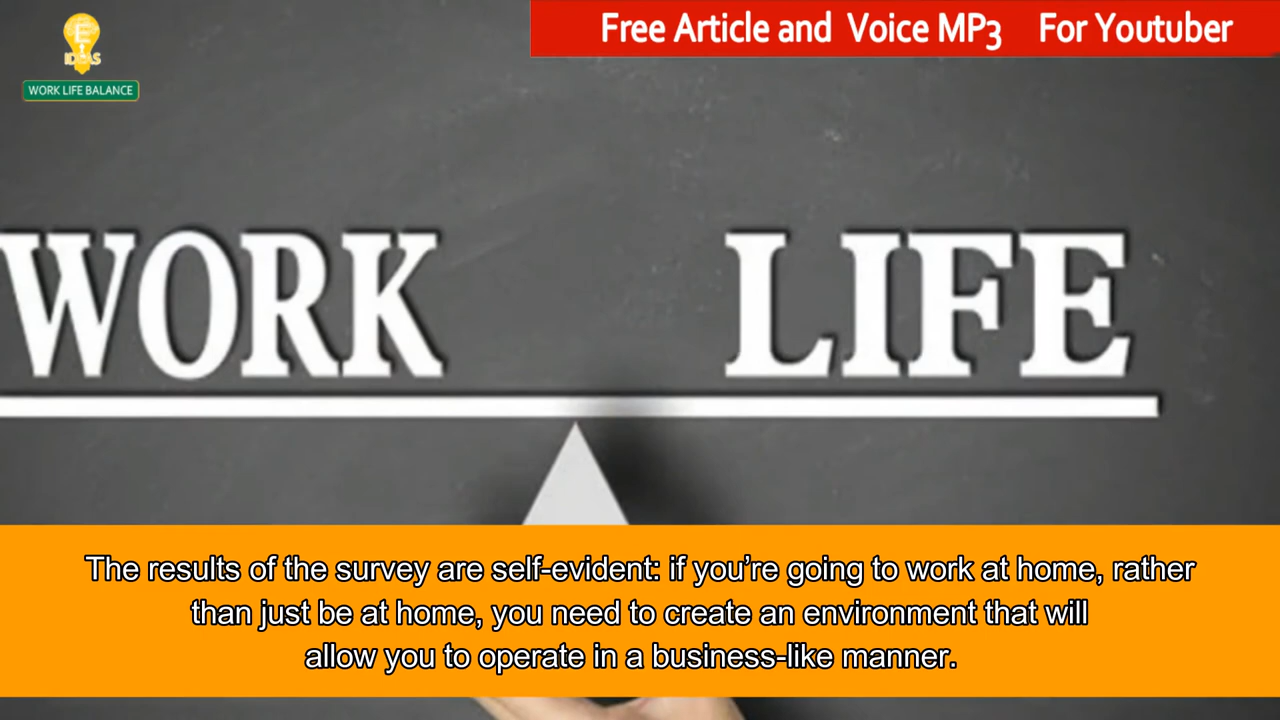 Free Article and Voice MP3 For Youtuber
WORK LIFE BALANCE
WORK LIFE
The results of the survey are self-evident: if you’re going to work at home, rather
than just be at home, you need to create an environment that will
allow you to operate in a business-like manner.